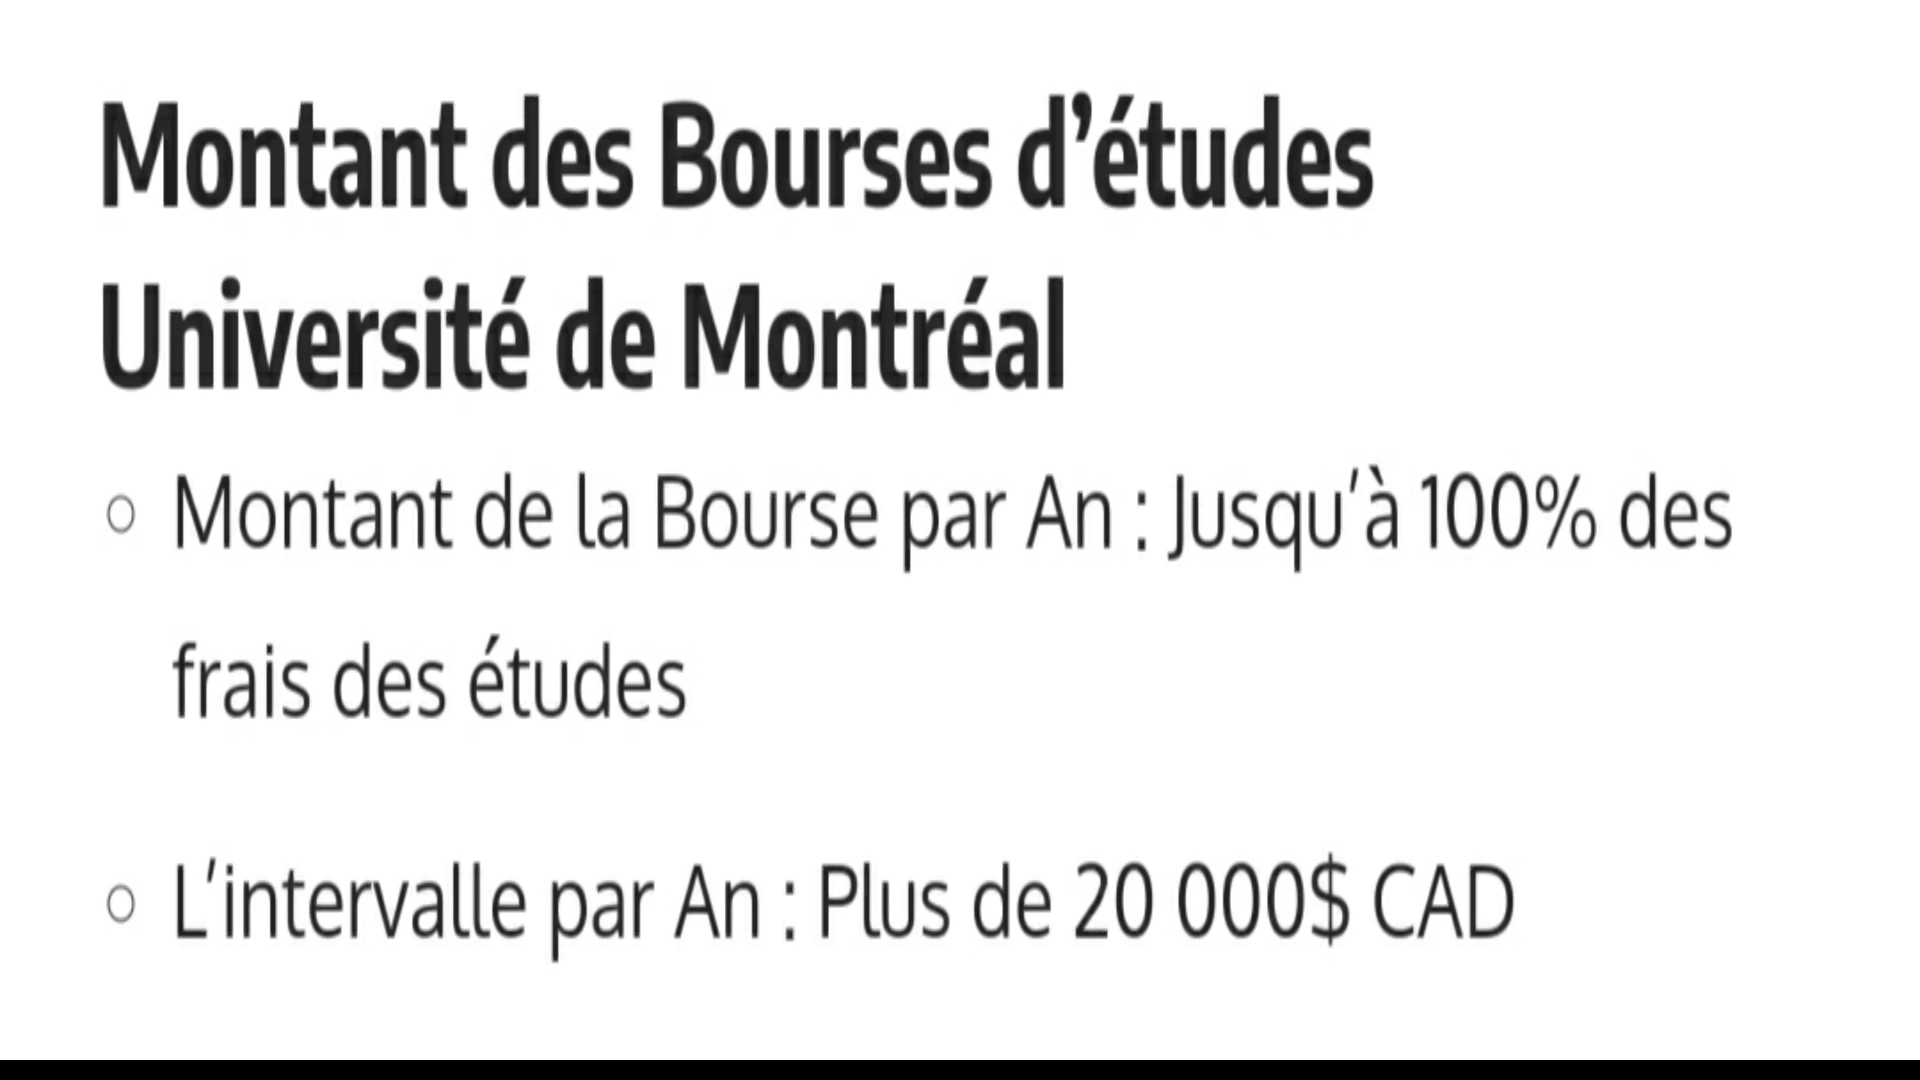 Montant des Bourses d’études
Université de Montréal
○ Montant de la Bourse par An : Jusqu’à 100% des
frais des études
○ L’intervalle par An : Plus de 20 000$ CAD